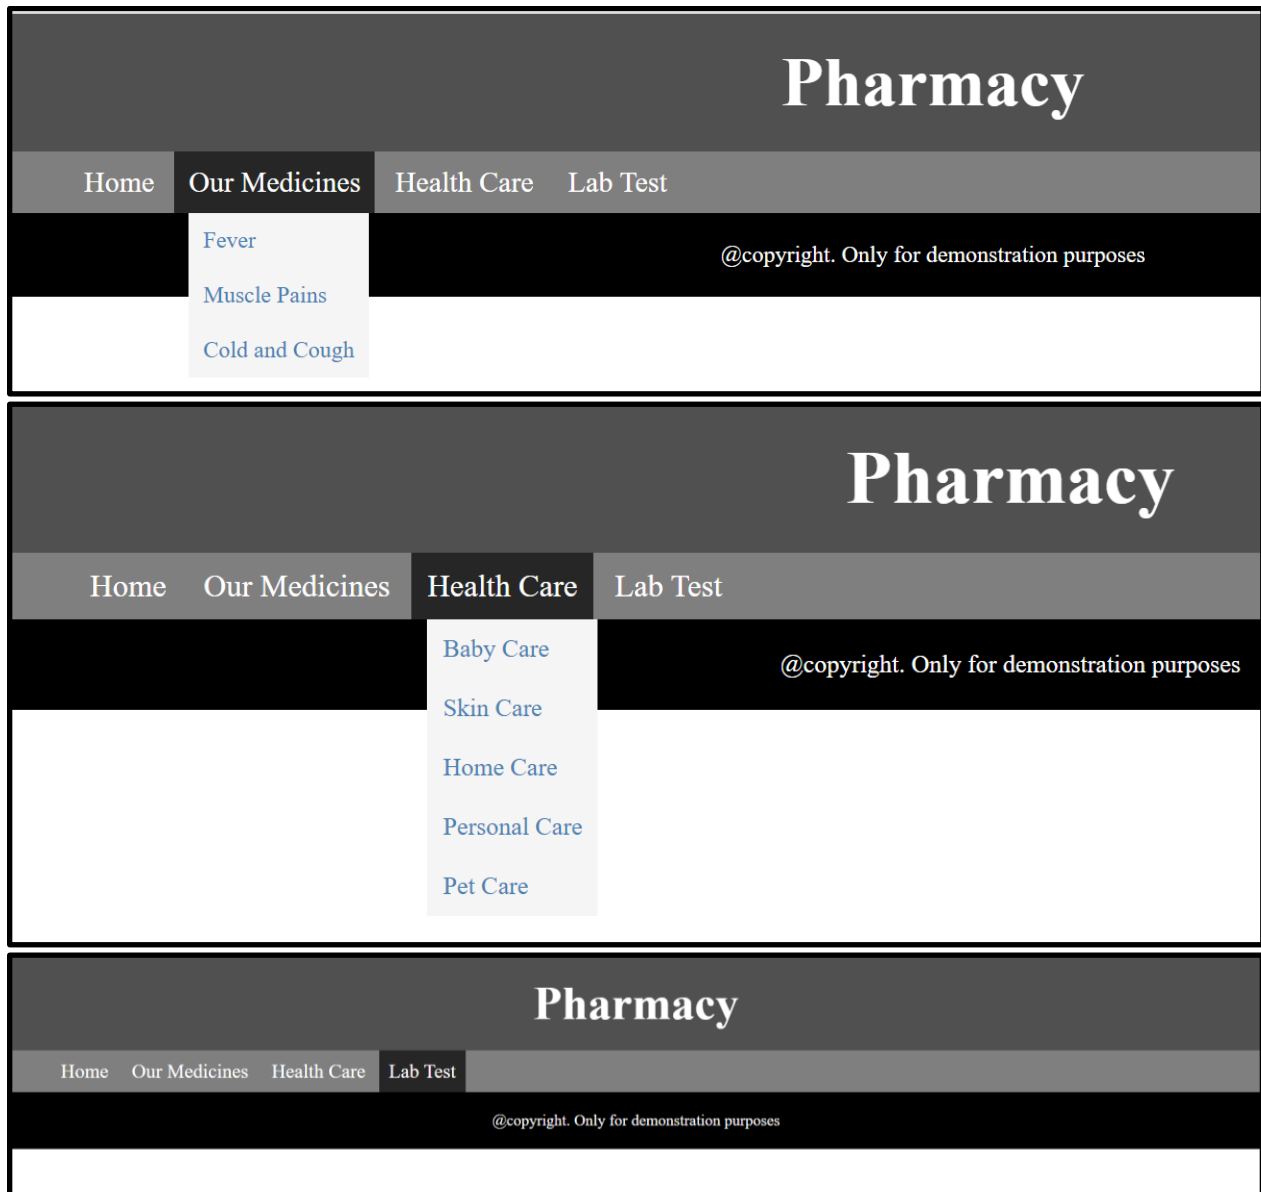 Pharmacy
Home Our Medicines Health Care Lab Test
Fever
@copyright. Only for demonstration purposes
Muscle Pains
Cold and Cough
Pharmacy
Home Our Medicines Health Care Lab Test
Baby Care
@copyright. Only for demonstration purposes
Skin Care
Home Care
Personal Care
Pet Care
Pharmacy
Home Our Medicines Health Care Lab Test
@copyright. Only for demonstration purposes